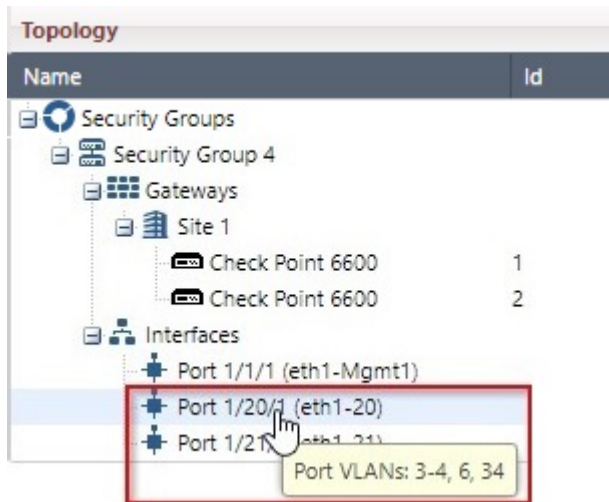 Topology
Name Id
Security Groups
Security Group 4
Gateways
Site 1
Check Point 6600 1
Check Point 6600 2
Interfaces
Port 1/1/1 (eth1-Mgmt1)
Port 1/20/1 (eth1-20)
Port 1/21
Port VLANs: 3-4, 6, 34